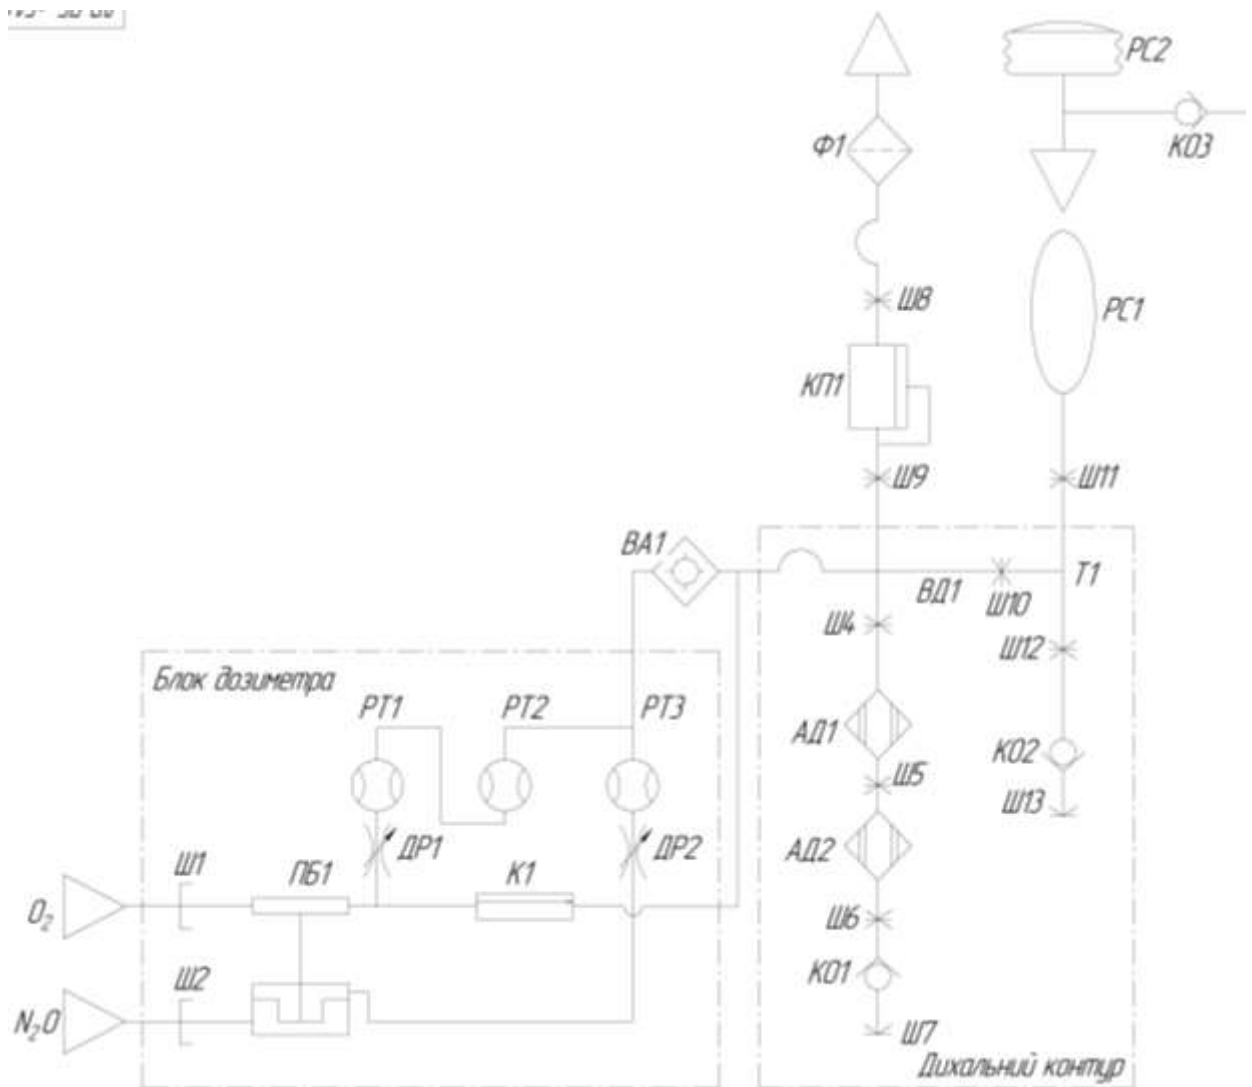 РС2
Ф1
КО3
Ш8
РС1
КП1
Ш9
Ш11
ВА1
Т1
ВД1
Ш10
Ш4
Ш12
Блок дозиметра
РТ1
РТ2
РТ3
АД1
КО2
Ш5
Ш13
ДР1
ДР2
АД2
Ш1
ПБ1
К1
O₂
Ш6
Ш2
КО1
N₂O
Ш7
Дихальний контур